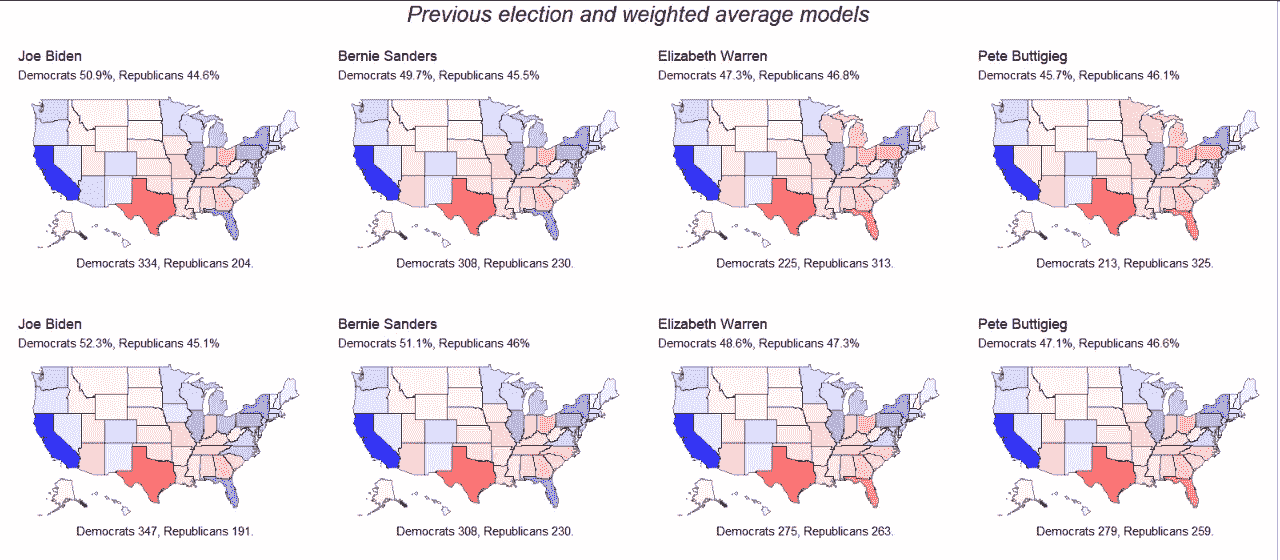 Previous election and weighted average models
Joe Biden
Democrats 50.9%, Republicans 44.6%
Democrats 334, Republicans 204.
Bernie Sanders
Democrats 49.7%, Republicans 45.5%
Democrats 308, Republicans 230.
Elizabeth Warren
Democrats 47.3%, Republicans 46.8%
Democrats 225, Republicans 313.
Pete Buttigieg
Democrats 45.7%, Republicans 46.1%
Democrats 213, Republicans 325.
Joe Biden
Democrats 52.3%, Republicans 45.1%
Democrats 347, Republicans 191.
Bernie Sanders
Democrats 51.1%, Republicans 46%
Democrats 308, Republicans 230.
Elizabeth Warren
Democrats 48.6%, Republicans 47.3%
Democrats 275, Republicans 263.
Pete Buttigieg
Democrats 47.1%, Republicans 46.6%
Democrats 279, Republicans 259.